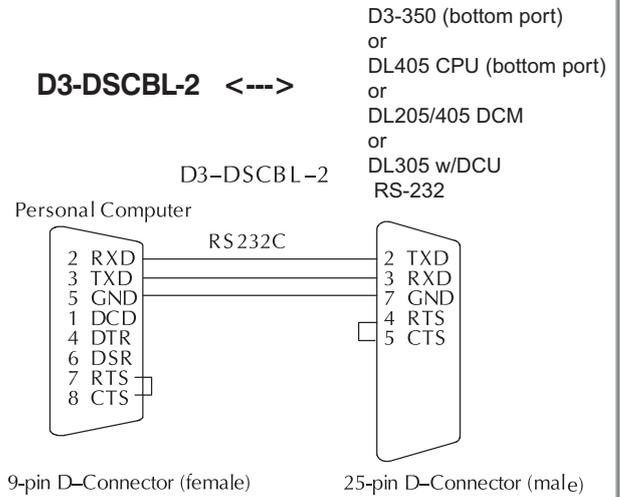 D3-350 (bottom port)
or
DL405 CPU (bottom port)
or
DL205/405 DCM
or
DL305 w/DCU
RS-232
D3-DSCBL-2 <--->
D3–DSCBL–2
Personal Computer
RS232C
2 RXD
3 TXD
5 GND
1 DCD
4 DTR
6 DSR
7 RTS
8 CTS
2 TXD
3 RXD
7 GND
4 RTS
5 CTS
9-pin D–Connector (female)
25-pin D–Connector (male)